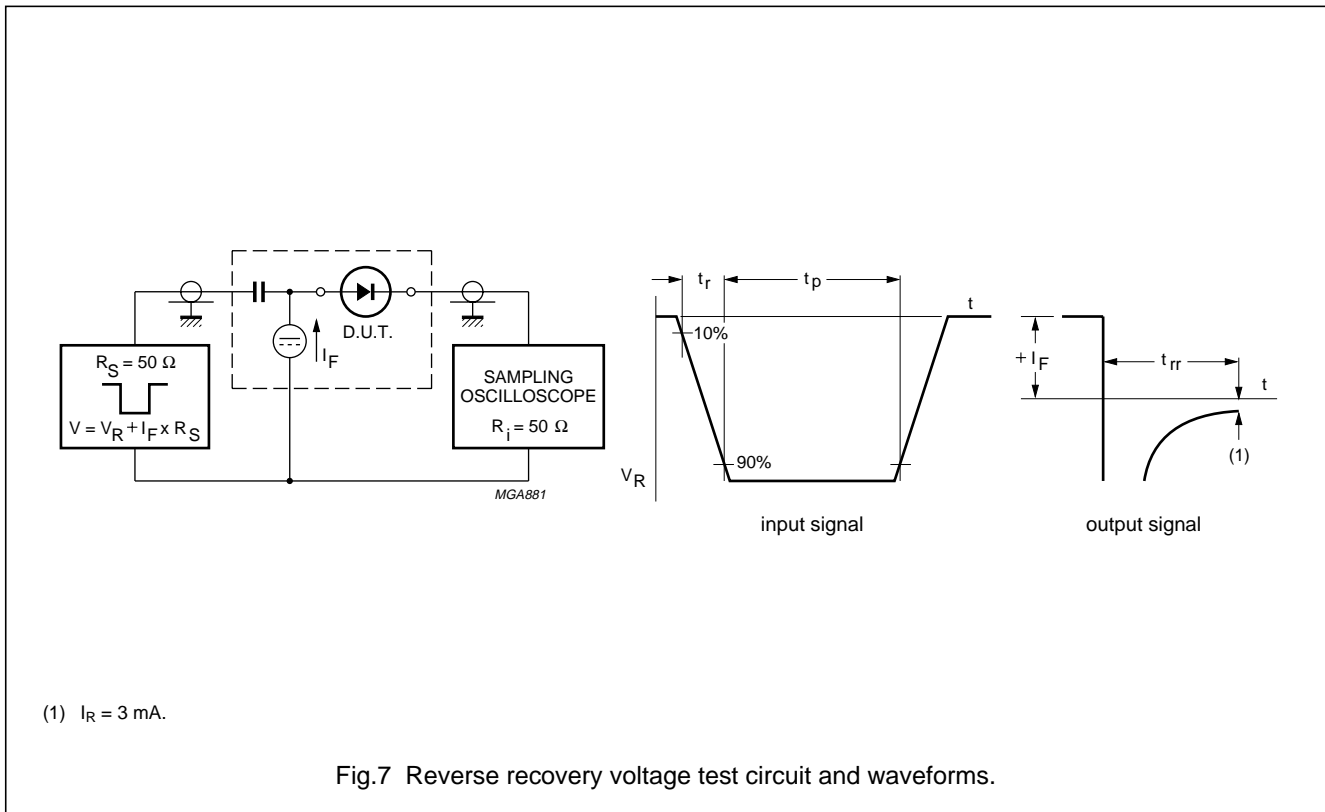 R_S = 50 Ω
V = V_R + I_F x R_S
I_F
D.U.T.
SAMPLING
OSCILLOSCOPE
R_i = 50 Ω
MGA881
t_r
t_p
t
10%
90%
V_R
input signal
+ I_F
t_rr
t
(1)
output signal
(1) I_R = 3 mA.
Fig.7 Reverse recovery voltage test circuit and waveforms.